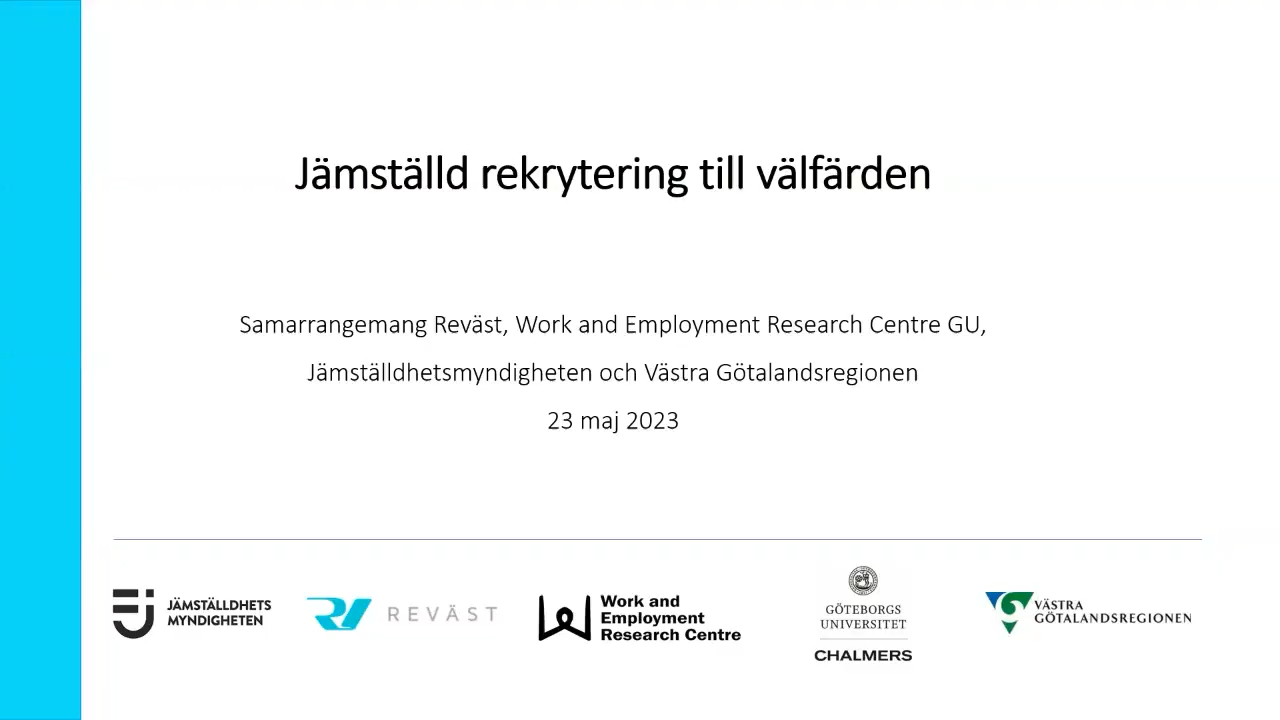 Jämställd rekrytering till välfärden
Samarrangemang Reväst, Work and Employment Research Centre GU,
Jämställdhetsmyndigheten och Västra Götalandsregionen
23 maj 2023
JÄMSTÄLLDHETS
MYNDIGHETEN
REVÄST
Work and
Employment
Research Centre
GÖTEBORGS
UNIVERSITET
CHALMERS
VÄSTRA
GÖTALANDSREGIONEN